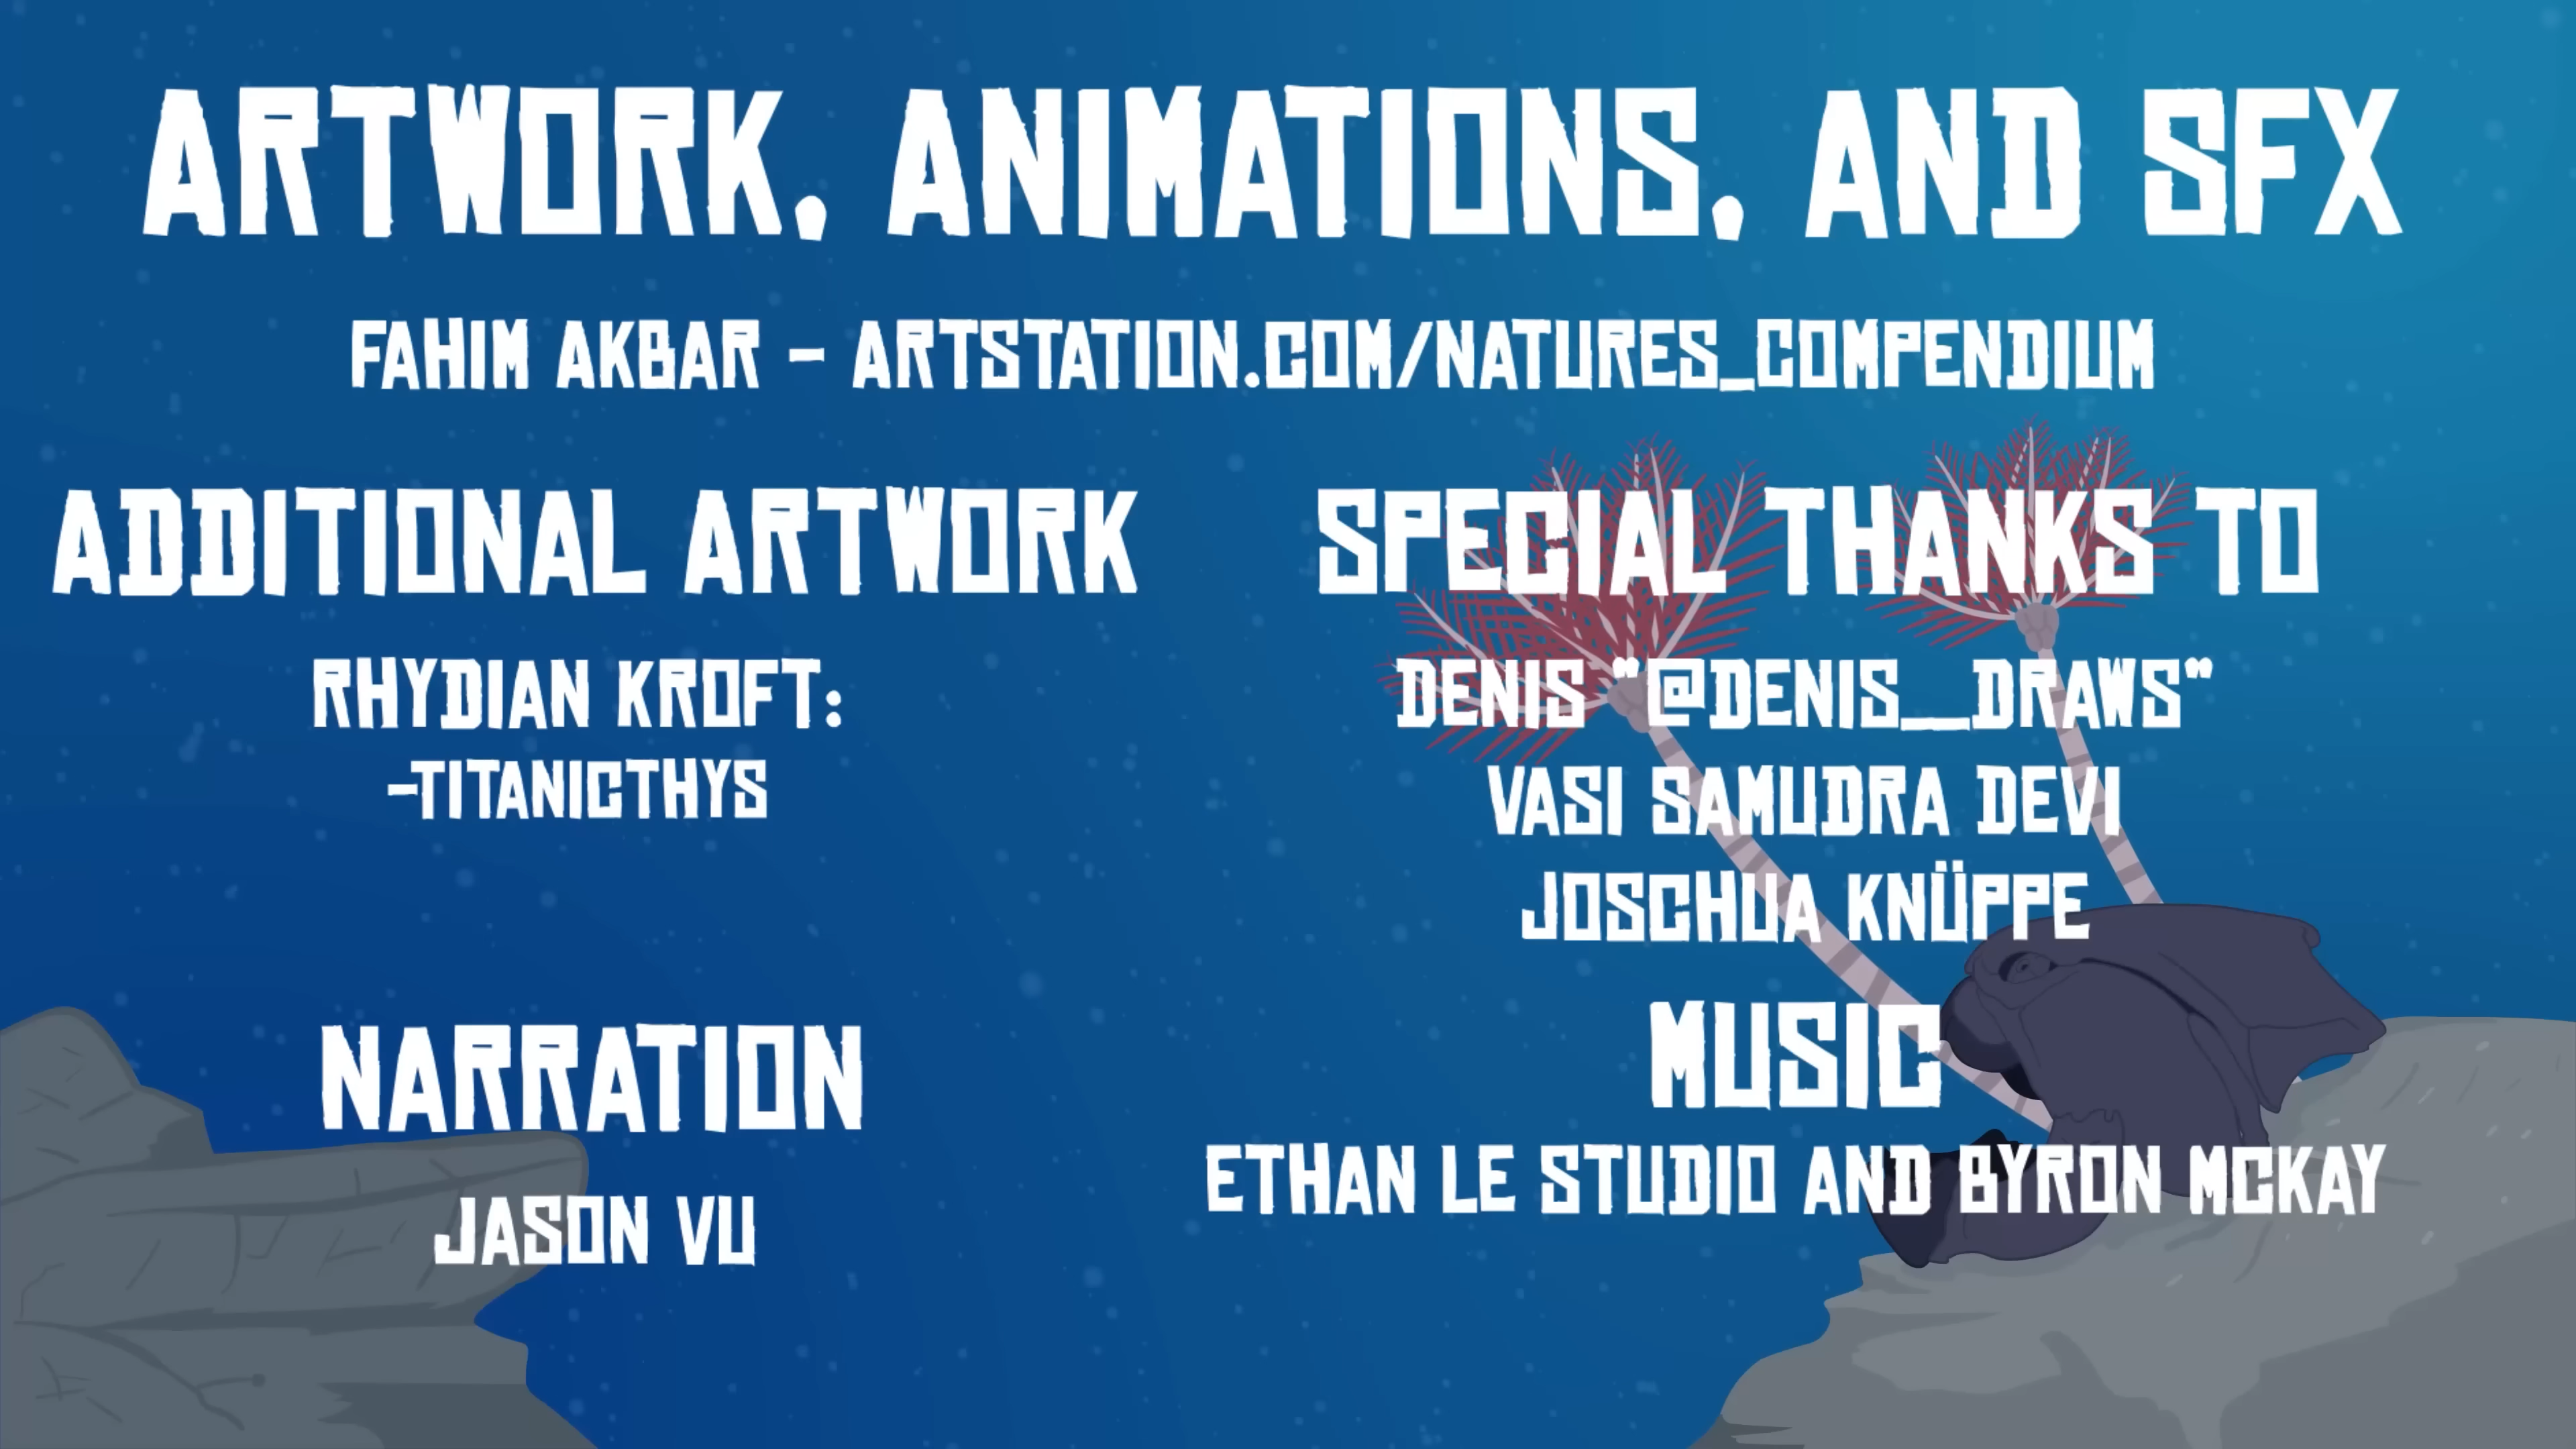 ARTWORK, ANIMATIONS, AND SFX
FAHIM AKBAR - ARTSTATION.COM/NATURES_COMPENDIUM
ADDITIONAL ARTWORK
RHYDIAN KROFT:
-TITANICTHYS
NARRATION
JASON VU
SPECIAL THANKS TO
DENIS "@DENIS__DRAWS"
VASI SAMUDRA DEVI
JOSCHUA KNÜPPE
MUSIC
ETHAN LE STUDIO AND BYRON MCKAY